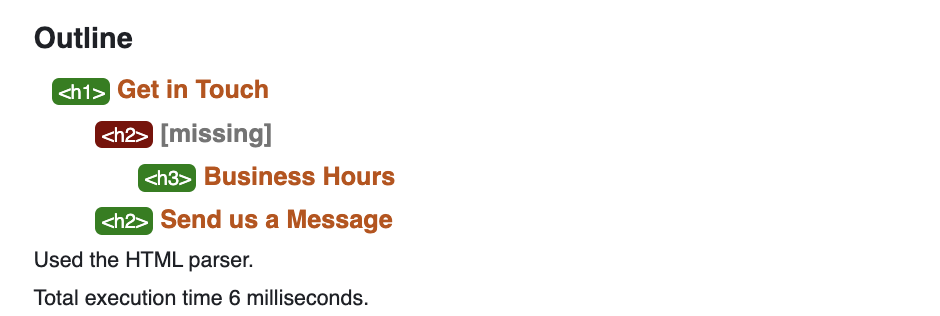 Outline
<h1> Get in Touch
<h2> [missing]
<h3> Business Hours
<h2> Send us a Message
Used the HTML parser.
Total execution time 6 milliseconds.